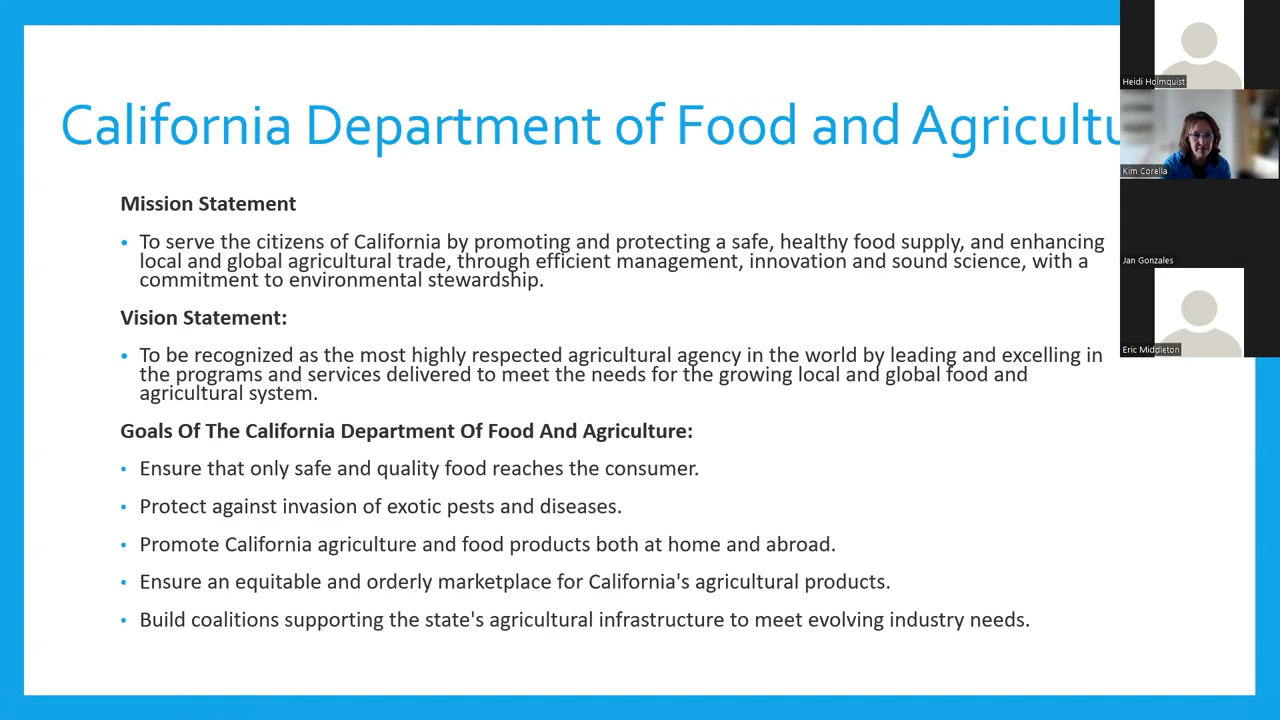 California Department of Food and Agricultu
Mission Statement
• To serve the citizens of California by promoting and protecting a safe, healthy food supply, and enhancing
local and global agricultural trade, through efficient management, innovation and sound science, with a
commitment to environmental stewardship.
Vision Statement:
• To be recognized as the most highly respected agricultural agency in the world by leading and excelling in
the programs and services delivered to meet the needs for the growing local and global food and
agricultural system.
Goals Of The California Department Of Food And Agriculture:
• Ensure that only safe and quality food reaches the consumer.
• Protect against invasion of exotic pests and diseases.
• Promote California agriculture and food products both at home and abroad.
• Ensure an equitable and orderly marketplace for California's agricultural products.
• Build coalitions supporting the state's agricultural infrastructure to meet evolving industry needs.
Heidi Holmquist
Kim Corella
Jan Gonzales
Eric Middleton